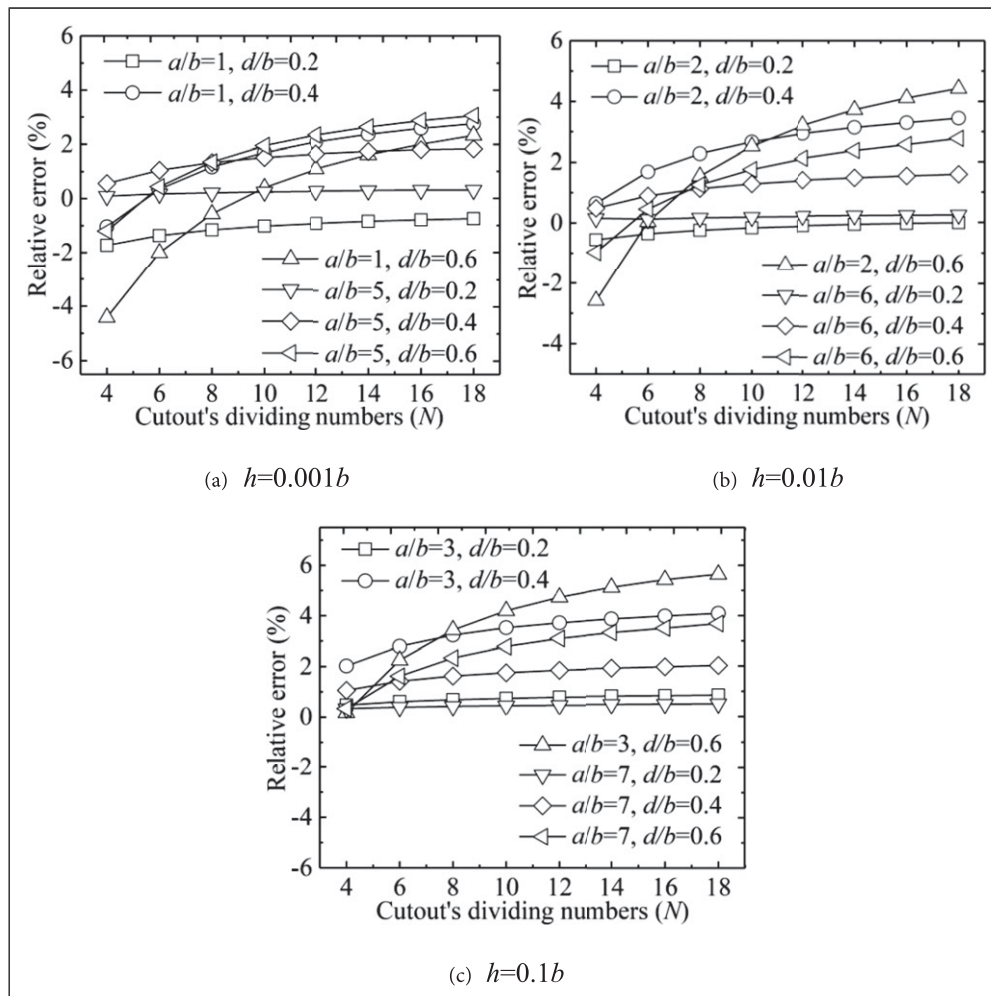 6
4
2
0
-2
-4
-6
Relative error (%)
a/b=1, d/b=0.2
a/b=1, d/b=0.4
a/b=1, d/b=0.6
a/b=5, d/b=0.2
a/b=5, d/b=0.4
a/b=5, d/b=0.6
4 6 8 10 12 14 16 18
Cutout's dividing numbers (N)
(a) h=0.001b
6
4
2
0
-2
-4
Relative error (%)
a/b=2, d/b=0.2
a/b=2, d/b=0.4
a/b=2, d/b=0.6
a/b=6, d/b=0.2
a/b=6, d/b=0.4
a/b=6, d/b=0.6
4 6 8 10 12 14 16 18
Cutout's dividing numbers (N)
(b) h=0.01b
6
4
2
0
-2
-4
-6
Relative error (%)
a/b=3, d/b=0.2
a/b=3, d/b=0.4
a/b=3, d/b=0.6
a/b=7, d/b=0.2
a/b=7, d/b=0.4
a/b=7, d/b=0.6
4 6 8 10 12 14 16 18
Cutout's dividing numbers (N)
(c) h=0.1b